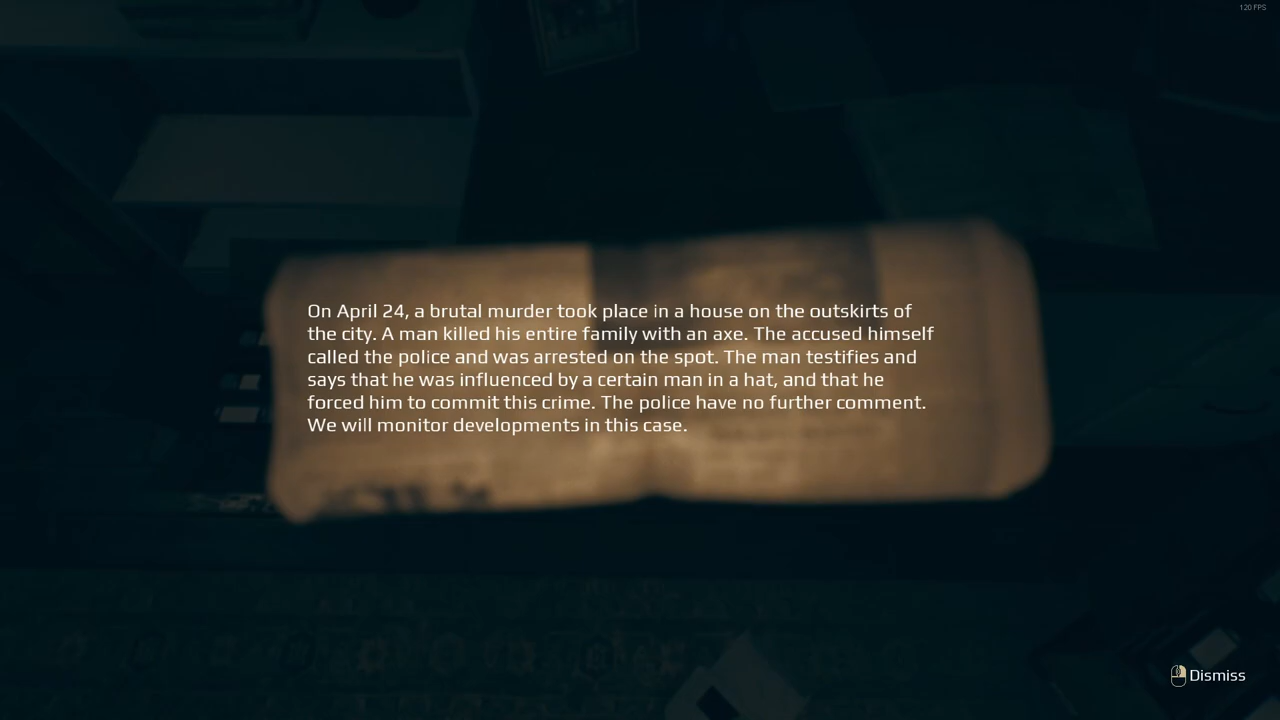 120 FPS
On April 24, a brutal murder took place in a house on the outskirts of
the city. A man killed his entire family with an axe. The accused himself
called the police and was arrested on the spot. The man testifies and
says that he was influenced by a certain man in a hat, and that he
forced him to commit this crime. The police have no further comment.
We will monitor developments in this case.
Dismiss